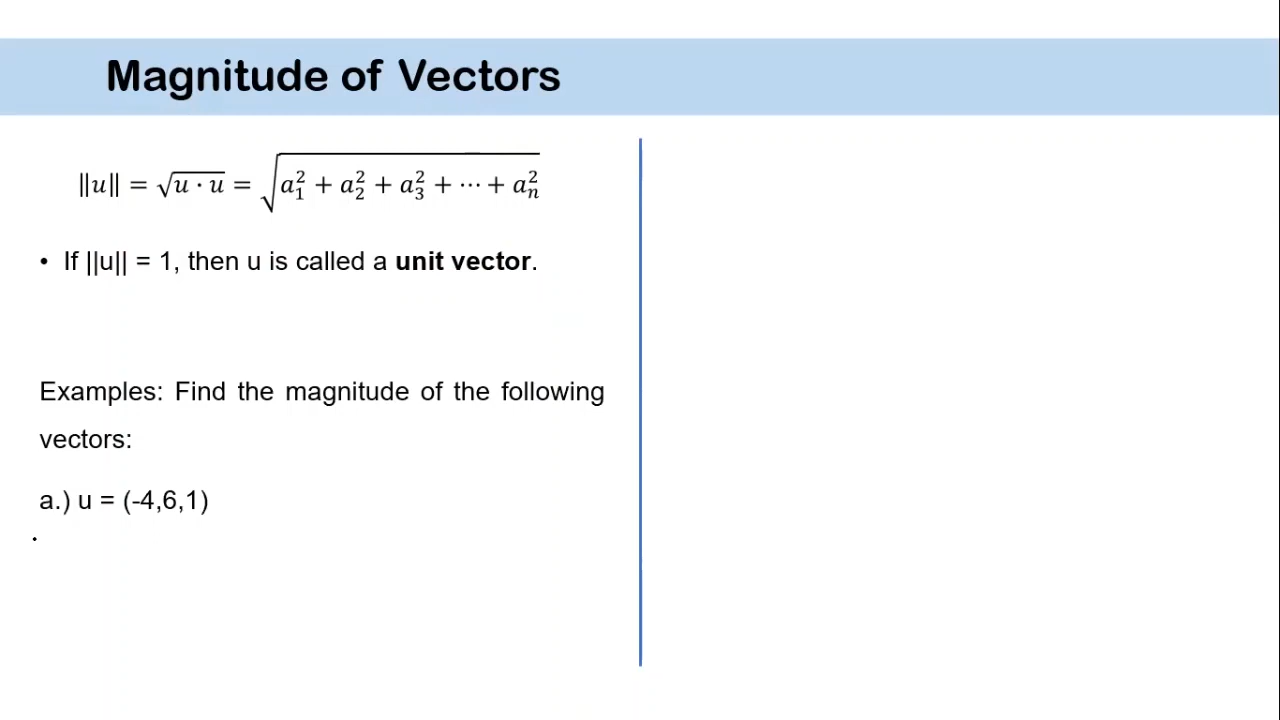 Magnitude of Vectors
‖u‖ = √u · u = √a₁² + a₂² + a₃² + ⋯ + aₙ²
• If ||u|| = 1, then u is called a unit vector.
Examples: Find the magnitude of the following
vectors:
a.) u = (-4,6,1)